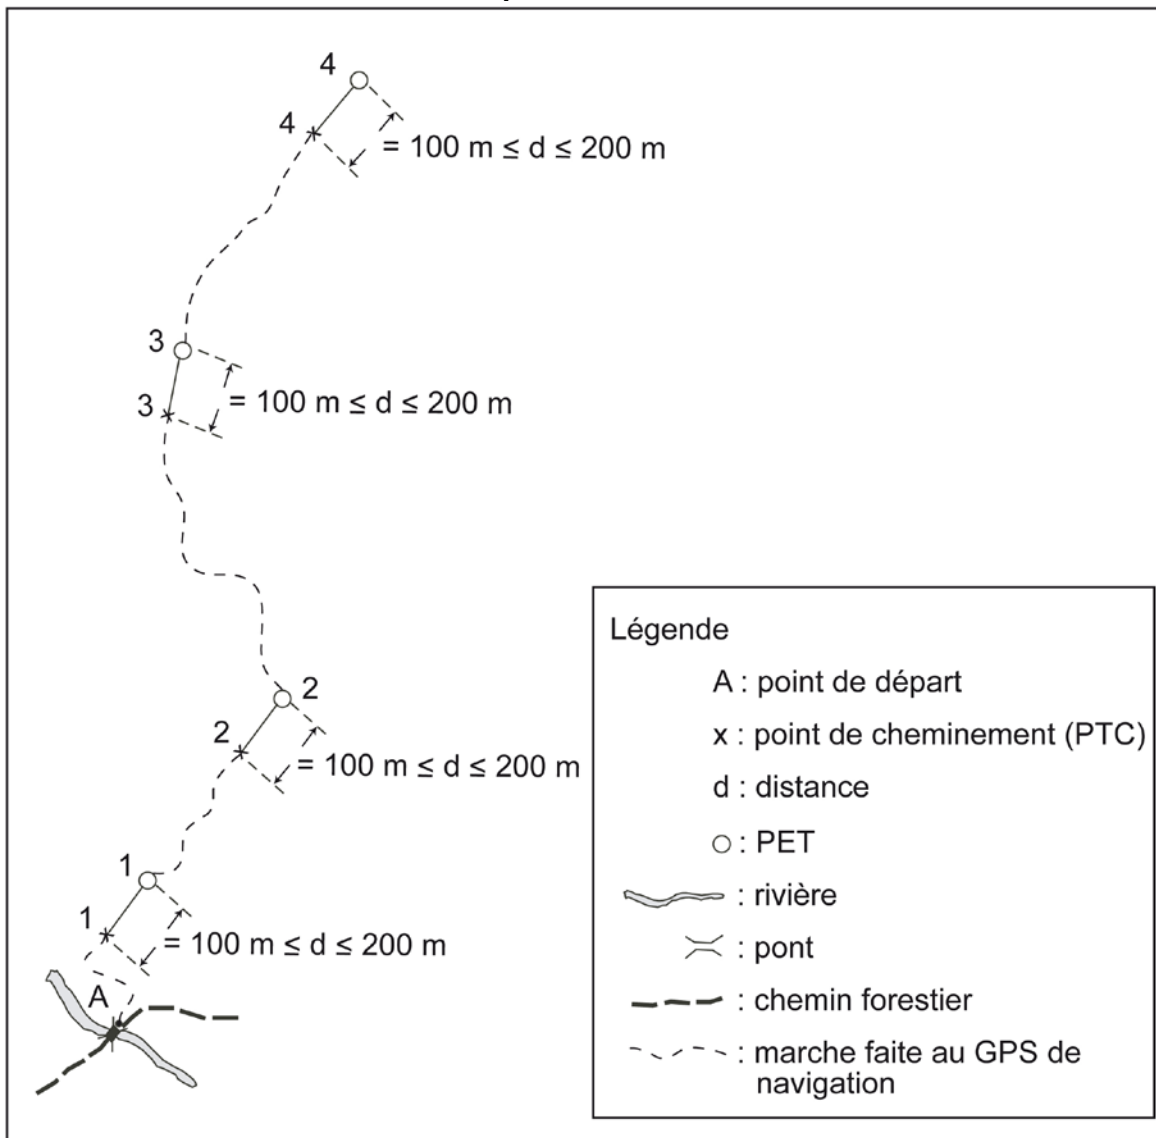 4
4
= 100 m ≤ d ≤ 200 m
3
3
= 100 m ≤ d ≤ 200 m
2
2
= 100 m ≤ d ≤ 200 m
1
1
= 100 m ≤ d ≤ 200 m
A
Légende
A : point de départ
x : point de cheminement (PTC)
d : distance
: PET
: rivière
: pont
: chemin forestier
: marche faite au GPS de
navigation